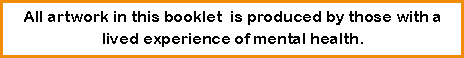 All artwork in this booklet  is produced by those with a
lived experience of mental health.